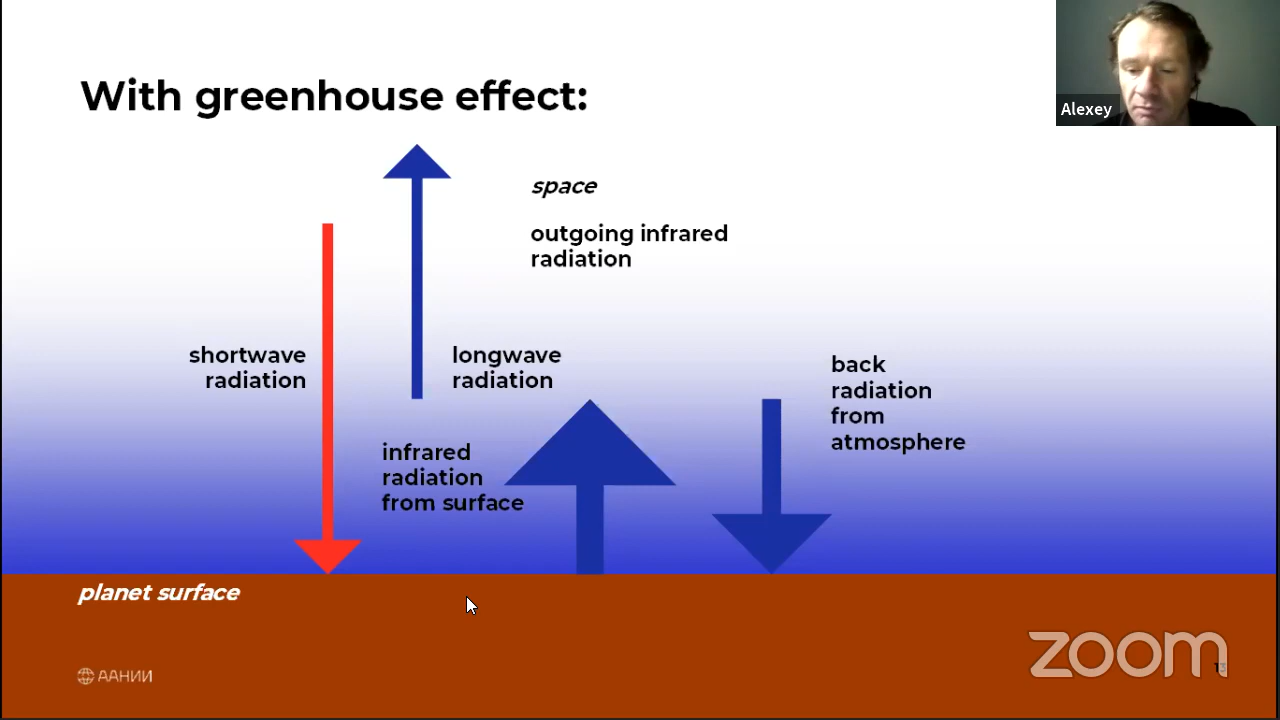 With greenhouse effect:
Alexey
space
outgoing infrared
radiation
shortwave
radiation
longwave
radiation
back
radiation
from
atmosphere
infrared
radiation
from surface
planet surface
ААНИИ
zoom
13